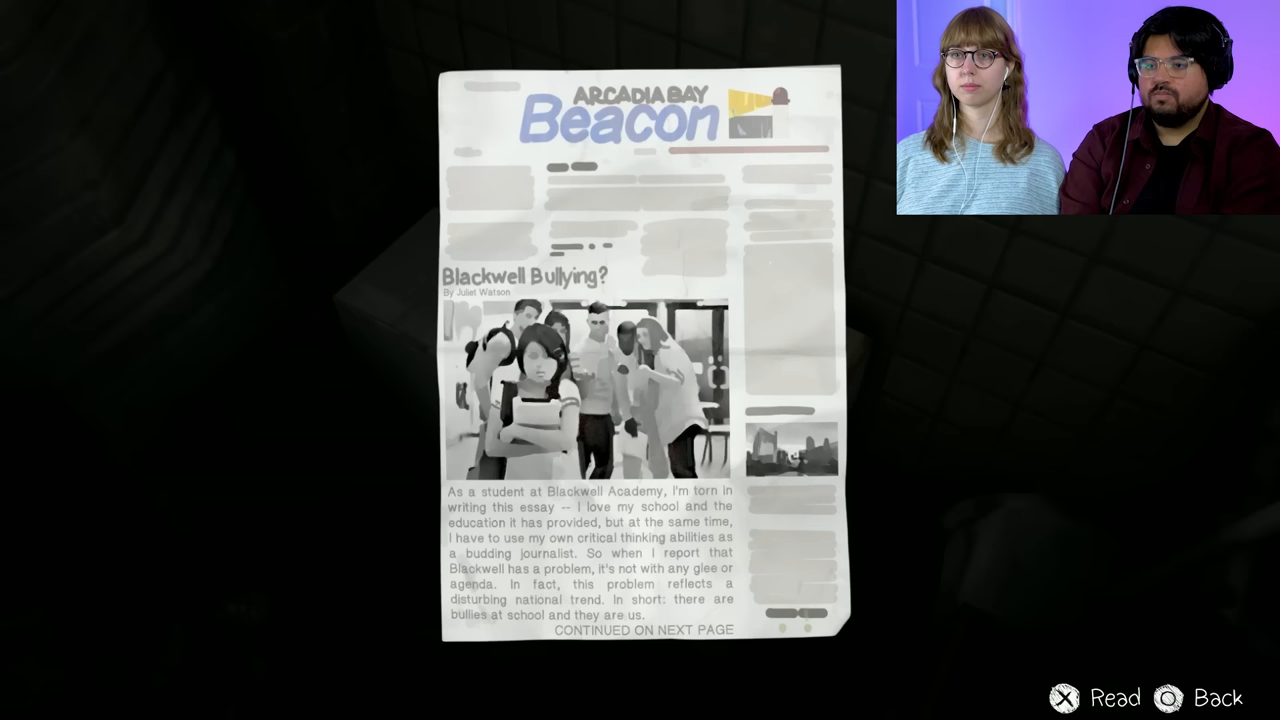 ARCADIA BAY
Beacon
Blackwell Bullying?
By Juliet Watson
As a student at Blackwell Academy, I'm torn in
writing this essay -- I love my school and the
education it has provided, but at the same time,
I have to use my own critical thinking abilities as
a budding journalist. So when I report that
Blackwell has a problem, it's not with any glee or
agenda. In fact, this problem reflects a
disturbing national trend. In short: there are
bullies at school and they are us.
CONTINUED ON NEXT PAGE
Read
Back